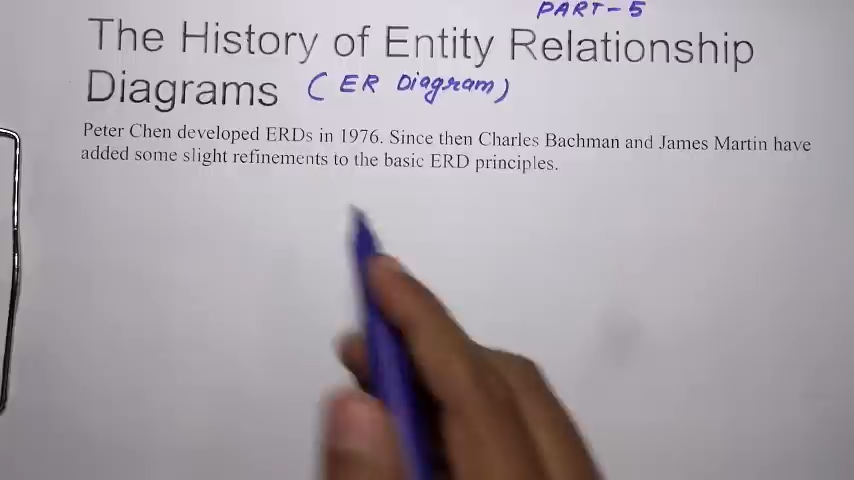 PART-5
The History of Entity Relationship
Diagrams (ER Diagram)
Peter Chen developed ERDs in 1976. Since then Charles Bachman and James Martin have
added some slight refinements to the basic ERD principles.